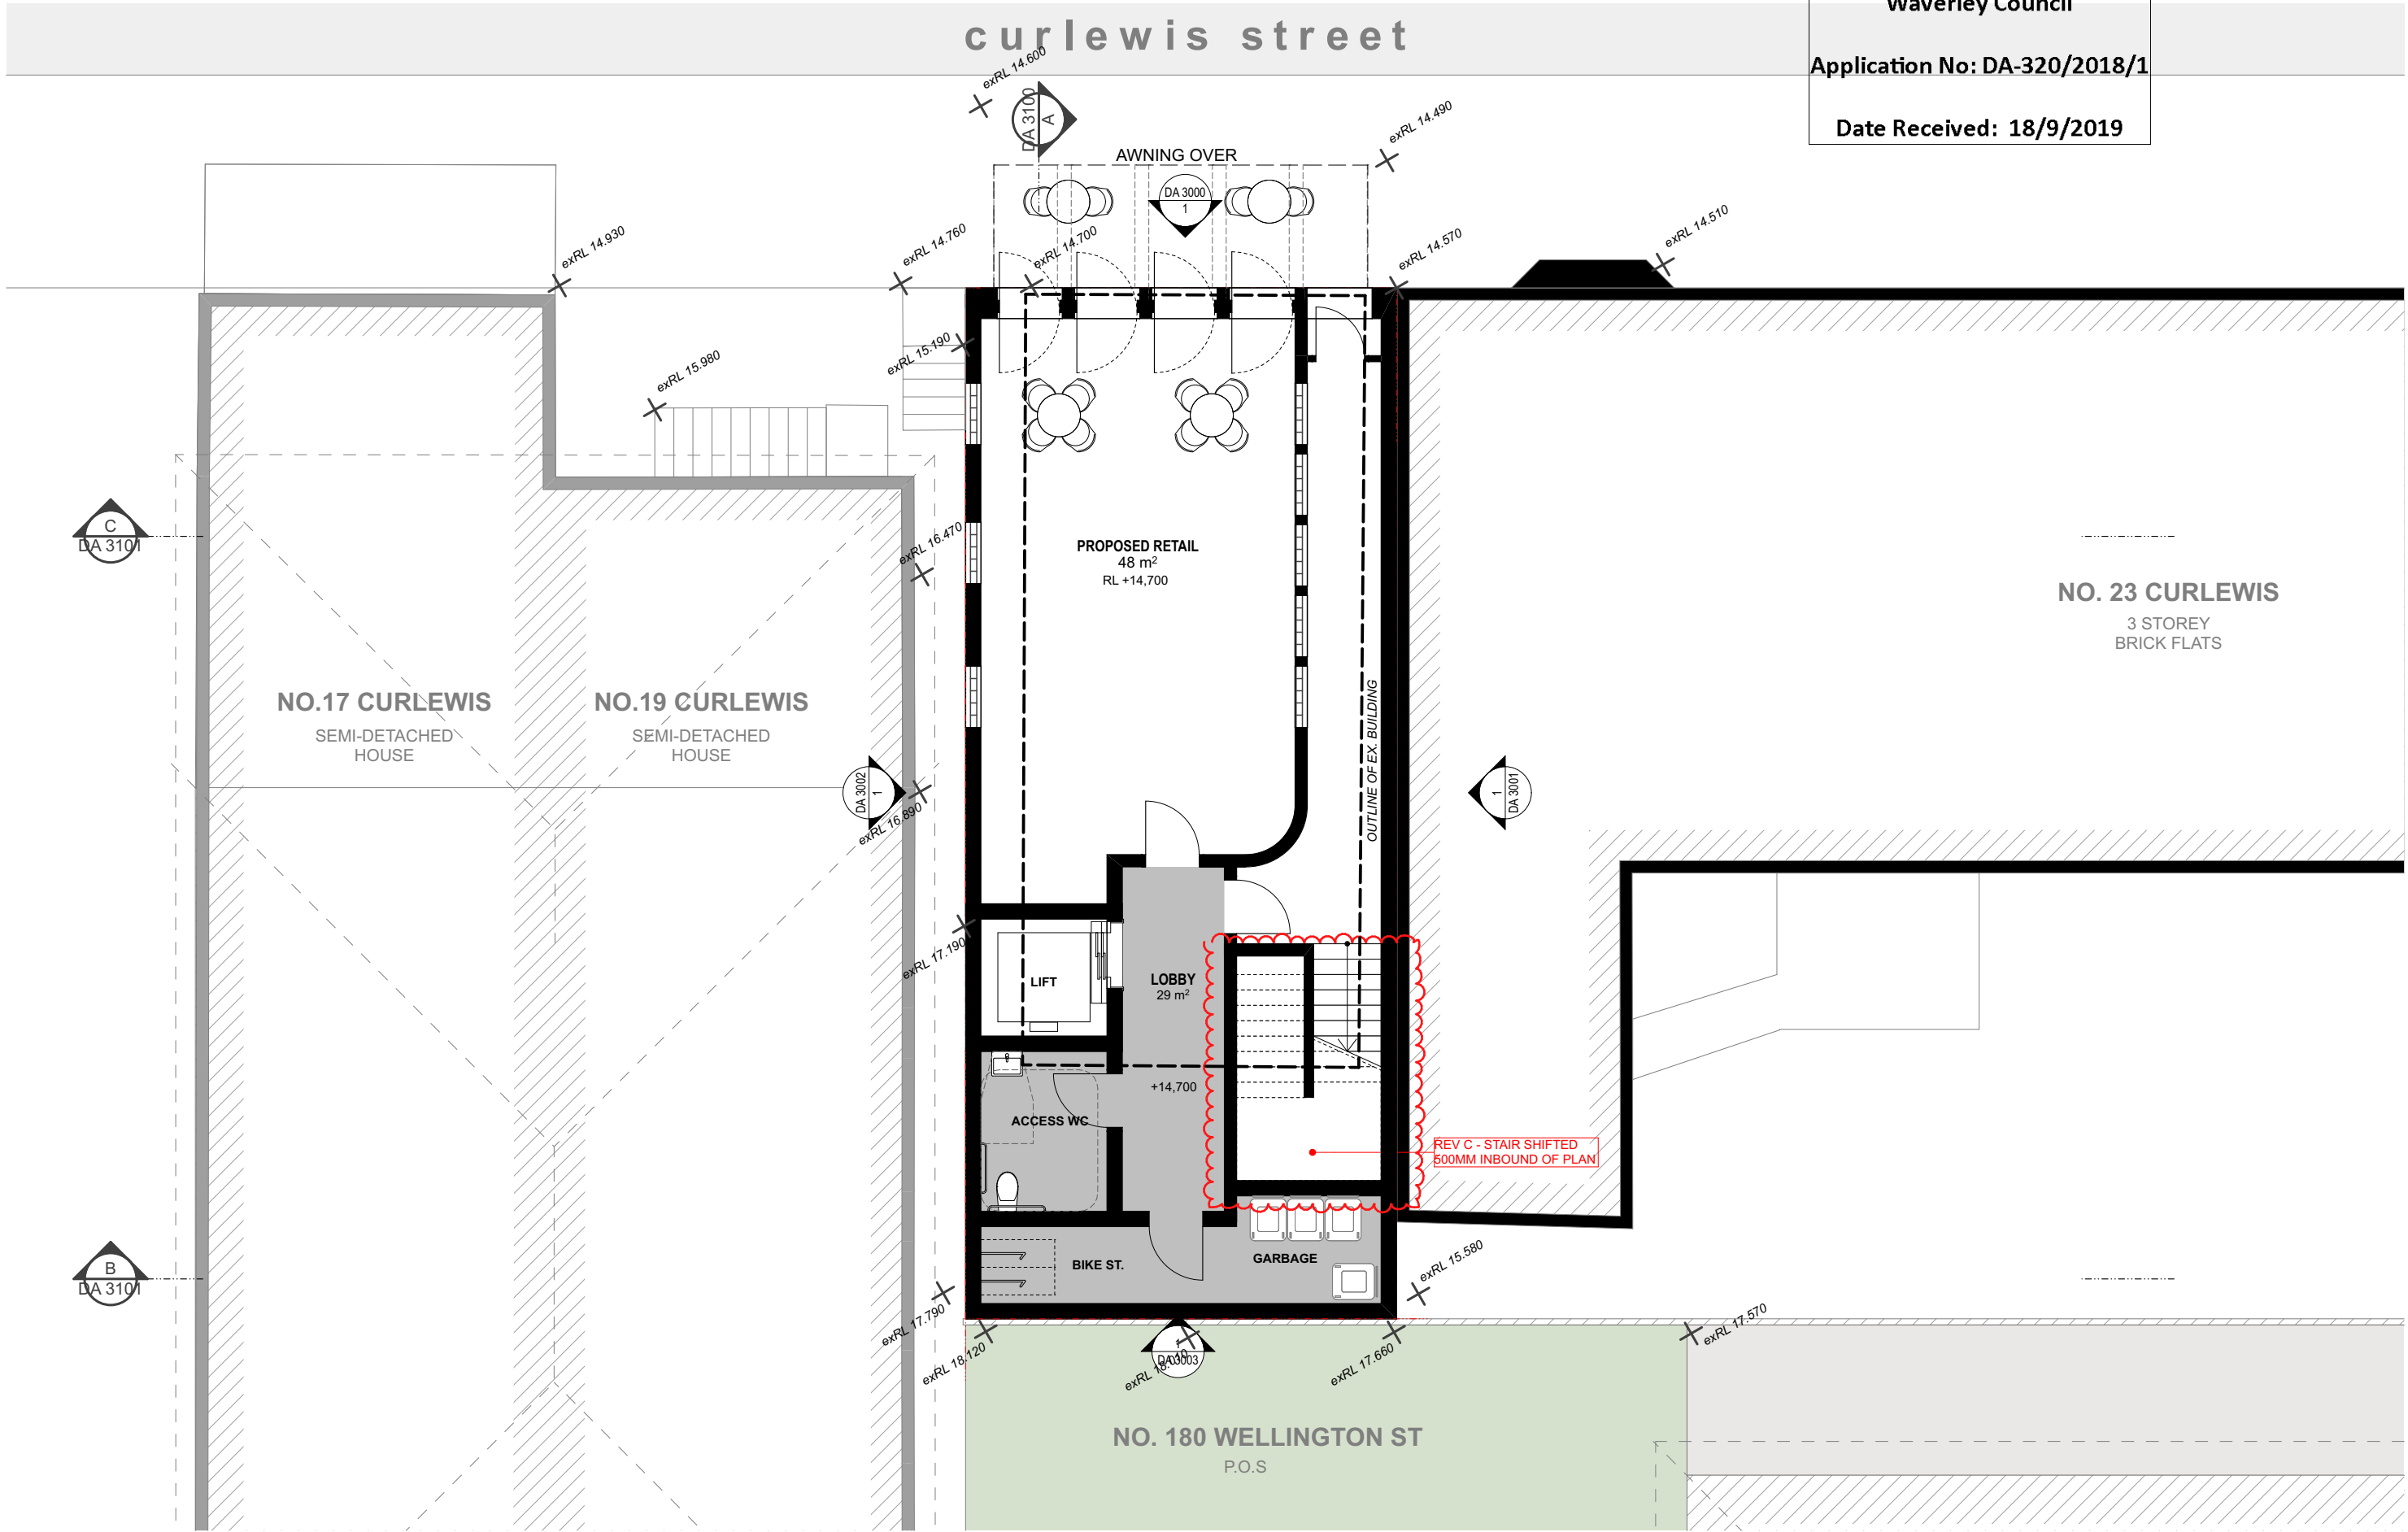 curlewis street
Waverley Council
Application No: DA-320/2018/1
Date Received: 18/9/2019
exRL 14.600
DA 3100
A
exRL 14.490
AWNING OVER
DA 3000
1
exRL 14.930
exRL 14.760
exRL 14.700
exRL 14.570
exRL 14.510
exRL 15.190
exRL 15.980
C
DA 3101
exRL 16.470
PROPOSED RETAIL
48 m²
RL +14,700
NO. 23 CURLEWIS
3 STOREY
BRICK FLATS
NO.17 CURLEWIS
SEMI-DETACHED
HOUSE
NO.19 CURLEWIS
SEMI-DETACHED
HOUSE
OUTLINE OF EX. BUILDING
DA 3002
1
1
DA 3001
exRL 16.890
exRL 17.190
LIFT
LOBBY
29 m²
+14,700
ACCESS WC
REV C - STAIR SHIFTED
500MM INBOUND OF PLAN
B
DA 3101
BIKE ST.
GARBAGE
exRL 15.580
exRL 17.790
exRL 18.120
DA 3003
exRL 17.660
exRL 17.570
NO. 180 WELLINGTON ST
P.O.S